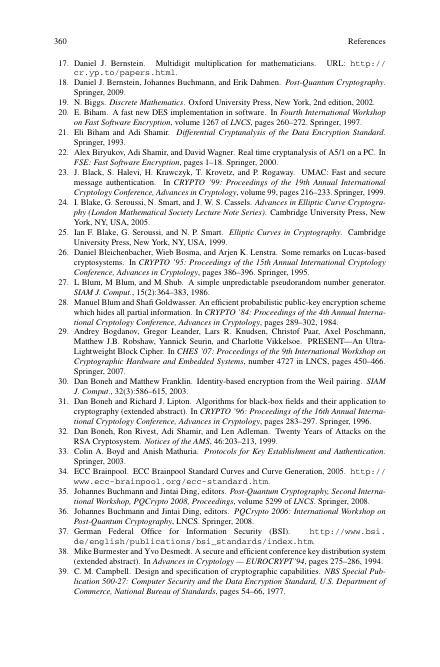 360 References
17. Daniel J. Bernstein. Multidigit multiplication for mathematicians. URL: http://
cr.yp.to/papers.html.
18. Daniel J. Bernstein, Johannes Buchmann, and Erik Dahmen. Post-Quantum Cryptography.
Springer, 2009.
19. N. Biggs. Discrete Mathematics. Oxford University Press, New York, 2nd edition, 2002.
20. E. Biham. A fast new DES implementation in software. In Fourth International Workshop
on Fast Software Encryption, volume 1267 of LNCS, pages 260–272. Springer, 1997.
21. Eli Biham and Adi Shamir. Differential Cryptanalysis of the Data Encryption Standard.
Springer, 1993.
22. Alex Biryukov, Adi Shamir, and David Wagner. Real time cryptanalysis of A5/1 on a PC. In
FSE: Fast Software Encryption, pages 1–18. Springer, 2000.
23. J. Black, S. Halevi, H. Krawczyk, T. Krovetz, and P. Rogaway. UMAC: Fast and secure
message authentication. In CRYPTO '99: Proceedings of the 19th Annual International
Cryptology Conference, Advances in Cryptology, volume 99, pages 216–233. Springer, 1999.
24. I. Blake, G. Seroussi, N. Smart, and J. W. S. Cassels. Advances in Elliptic Curve Cryptogra-
phy (London Mathematical Society Lecture Note Series). Cambridge University Press, New
York, NY, USA, 2005.
25. Ian F. Blake, G. Seroussi, and N. P. Smart. Elliptic Curves in Cryptography. Cambridge
University Press, New York, NY, USA, 1999.
26. Daniel Bleichenbacher, Wieb Bosma, and Arjen K. Lenstra. Some remarks on Lucas-based
cryptosystems. In CRYPTO '95: Proceedings of the 15th Annual International Cryptology
Conference, Advances in Cryptology, pages 386–396. Springer, 1995.
27. L Blum, M Blum, and M Shub. A simple unpredictable pseudorandom number generator.
SIAM J. Comput., 15(2):364–383, 1986.
28. Manuel Blum and Shafi Goldwasser. An efficient probabilistic public-key encryption scheme
which hides all partial information. In CRYPTO '84: Proceedings of the 4th Annual Interna-
tional Cryptology Conference, Advances in Cryptology, pages 289–302, 1984.
29. Andrey Bogdanov, Gregor Leander, Lars R. Knudsen, Christof Paar, Axel Poschmann,
Matthew J.B. Robshaw, Yannick Seurin, and Charlotte Vikkelsoe. PRESENT—An Ultra-
Lightweight Block Cipher. In CHES '07: Proceedings of the 9th International Workshop on
Cryptographic Hardware and Embedded Systems, number 4727 in LNCS, pages 450–466.
Springer, 2007.
30. Dan Boneh and Matthew Franklin. Identity-based encryption from the Weil pairing. SIAM
J. Comput., 32(3):586–615, 2003.
31. Dan Boneh and Richard J. Lipton. Algorithms for black-box fields and their application to
cryptography (extended abstract). In CRYPTO '96: Proceedings of the 16th Annual Interna-
tional Cryptology Conference, Advances in Cryptology, pages 283–297. Springer, 1996.
32. Dan Boneh, Ron Rivest, Adi Shamir, and Len Adleman. Twenty Years of Attacks on the
RSA Cryptosystem. Notices of the AMS, 46:203–213, 1999.
33. Colin A. Boyd and Anish Mathuria. Protocols for Key Establishment and Authentication.
Springer, 2003.
34. ECC Brainpool. ECC Brainpool Standard Curves and Curve Generation, 2005. http://
www.ecc-brainpool.org/ecc-standard.htm.
35. Johannes Buchmann and Jintai Ding, editors. Post-Quantum Cryptography, Second Interna-
tional Workshop, PQCrypto 2008, Proceedings, volume 5299 of LNCS. Springer, 2008.
36. Johannes Buchmann and Jintai Ding, editors. PQCrypto 2006: International Workshop on
Post-Quantum Cryptography, LNCS. Springer, 2008.
37. German Federal Office for Information Security (BSI). http://www.bsi.
de/english/publications/bsi_standards/index.htm.
38. Mike Burmester and Yvo Desmedt. A secure and efficient conference key distribution system
(extended abstract). In Advances in Cryptology — EUROCRYPT'94, pages 275–286, 1994.
39. C. M. Campbell. Design and specification of cryptographic capabilities. NBS Special Pub-
lication 500-27: Computer Security and the Data Encryption Standard, U.S. Department of
Commerce, National Bureau of Standards, pages 54–66, 1977.